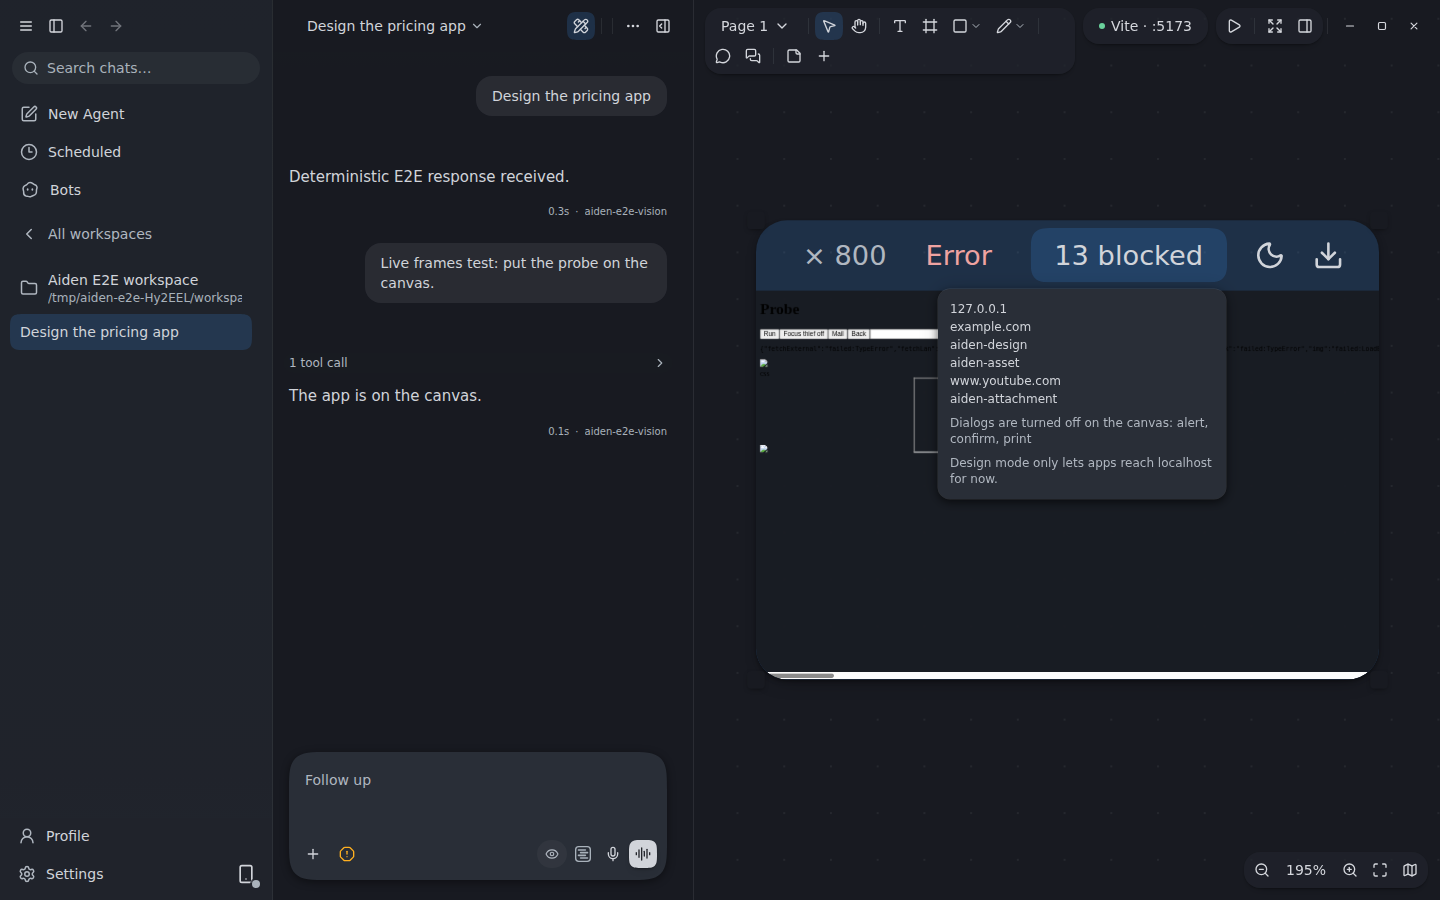 Search chats…
New Agent
Scheduled
Bots
All workspaces
Aiden E2E workspace
/tmp/aiden-e2e-Hy2EEL/workspa
Design the pricing app
Profile
Settings
Design the pricing app
Design the pricing app
Deterministic E2E response received.
0.3s · aiden-e2e-vision
Live frames test: put the probe on the
canvas.
1 tool call
The app is on the canvas.
0.1s · aiden-e2e-vision
Follow up
Page 1
Vite · :5173
× 800 Error 13 blocked
Probe
Run Focus thief off Mail Back
127.0.0.1
example.com
aiden-design
aiden-asset
www.youtube.com
aiden-attachment
Dialogs are turned off on the canvas: alert,
confirm, print
Design mode only lets apps reach localhost
for now.
195%